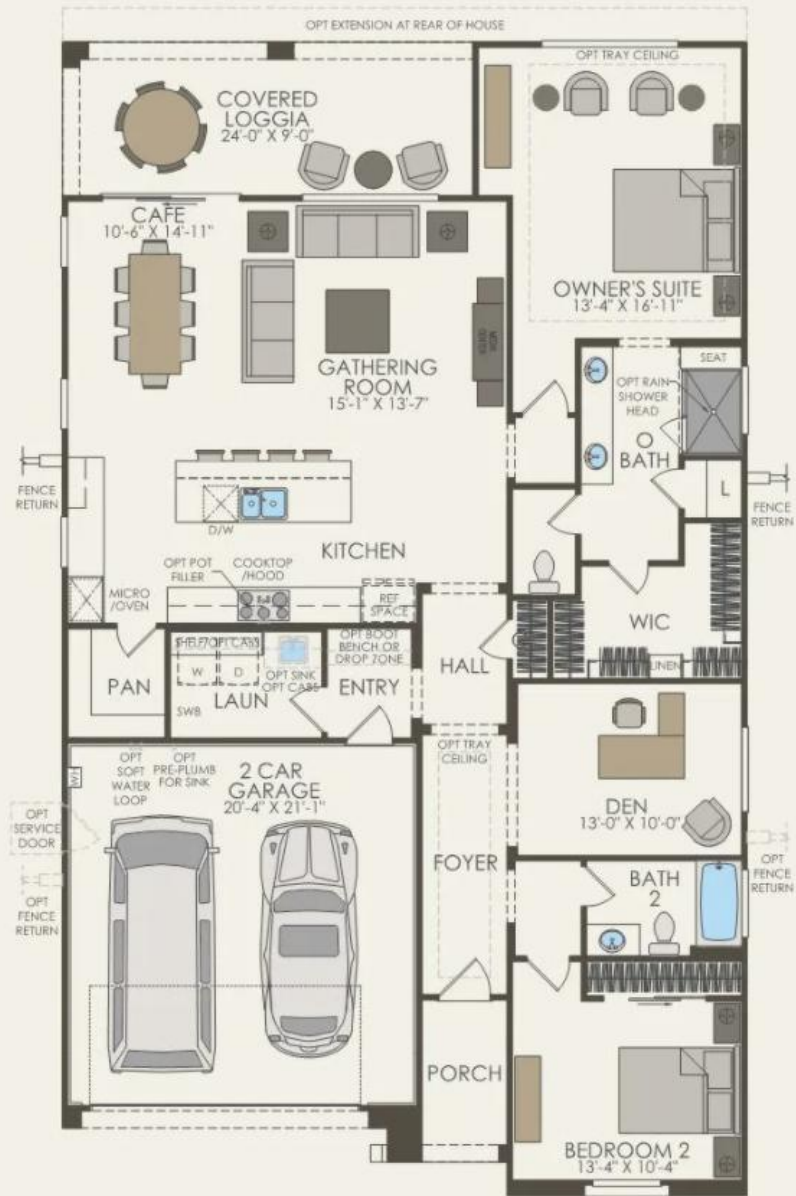 OPT EXTENSION AT REAR OF HOUSE
OPT TRAY CEILING
COVERED
LOGGIA
24'-0" X 9'-0"
CAFE
10'-6" X 14'-11"
OWNER'S SUITE
13'-4" X 16'-11"
GATHERING
ROOM
15'-1" X 13'-7"
SEAT
OPT RAIN
SHOWER
HEAD
O
BATH
L
FENCE
RETURN
FENCE
RETURN
D/W
KITCHEN
OPT POT
FILLER
COOKTOP
/HOOD
MICRO
/OVEN
REF
SPACE
WIC
LINEN
OPT BOOT
BENCH OR
DROP ZONE
HALL
PAN
W
D
OPT SINK
OPT CABS
LAUN
SWB
ENTRY
OPT TRAY
CEILING
WH
OPT
SOFT
WATER
LOOP
OPT
PRE-PLUMB
FOR SINK
2 CAR
GARAGE
20'-4" X 21'-1"
DEN
13'-0" X 10'-0"
OPT
SERVICE
DOOR
OPT
FENCE
RETURN
FOYER
OPT
FENCE
RETURN
BATH
2
PORCH
BEDROOM 2
13'-4" X 10'-4"